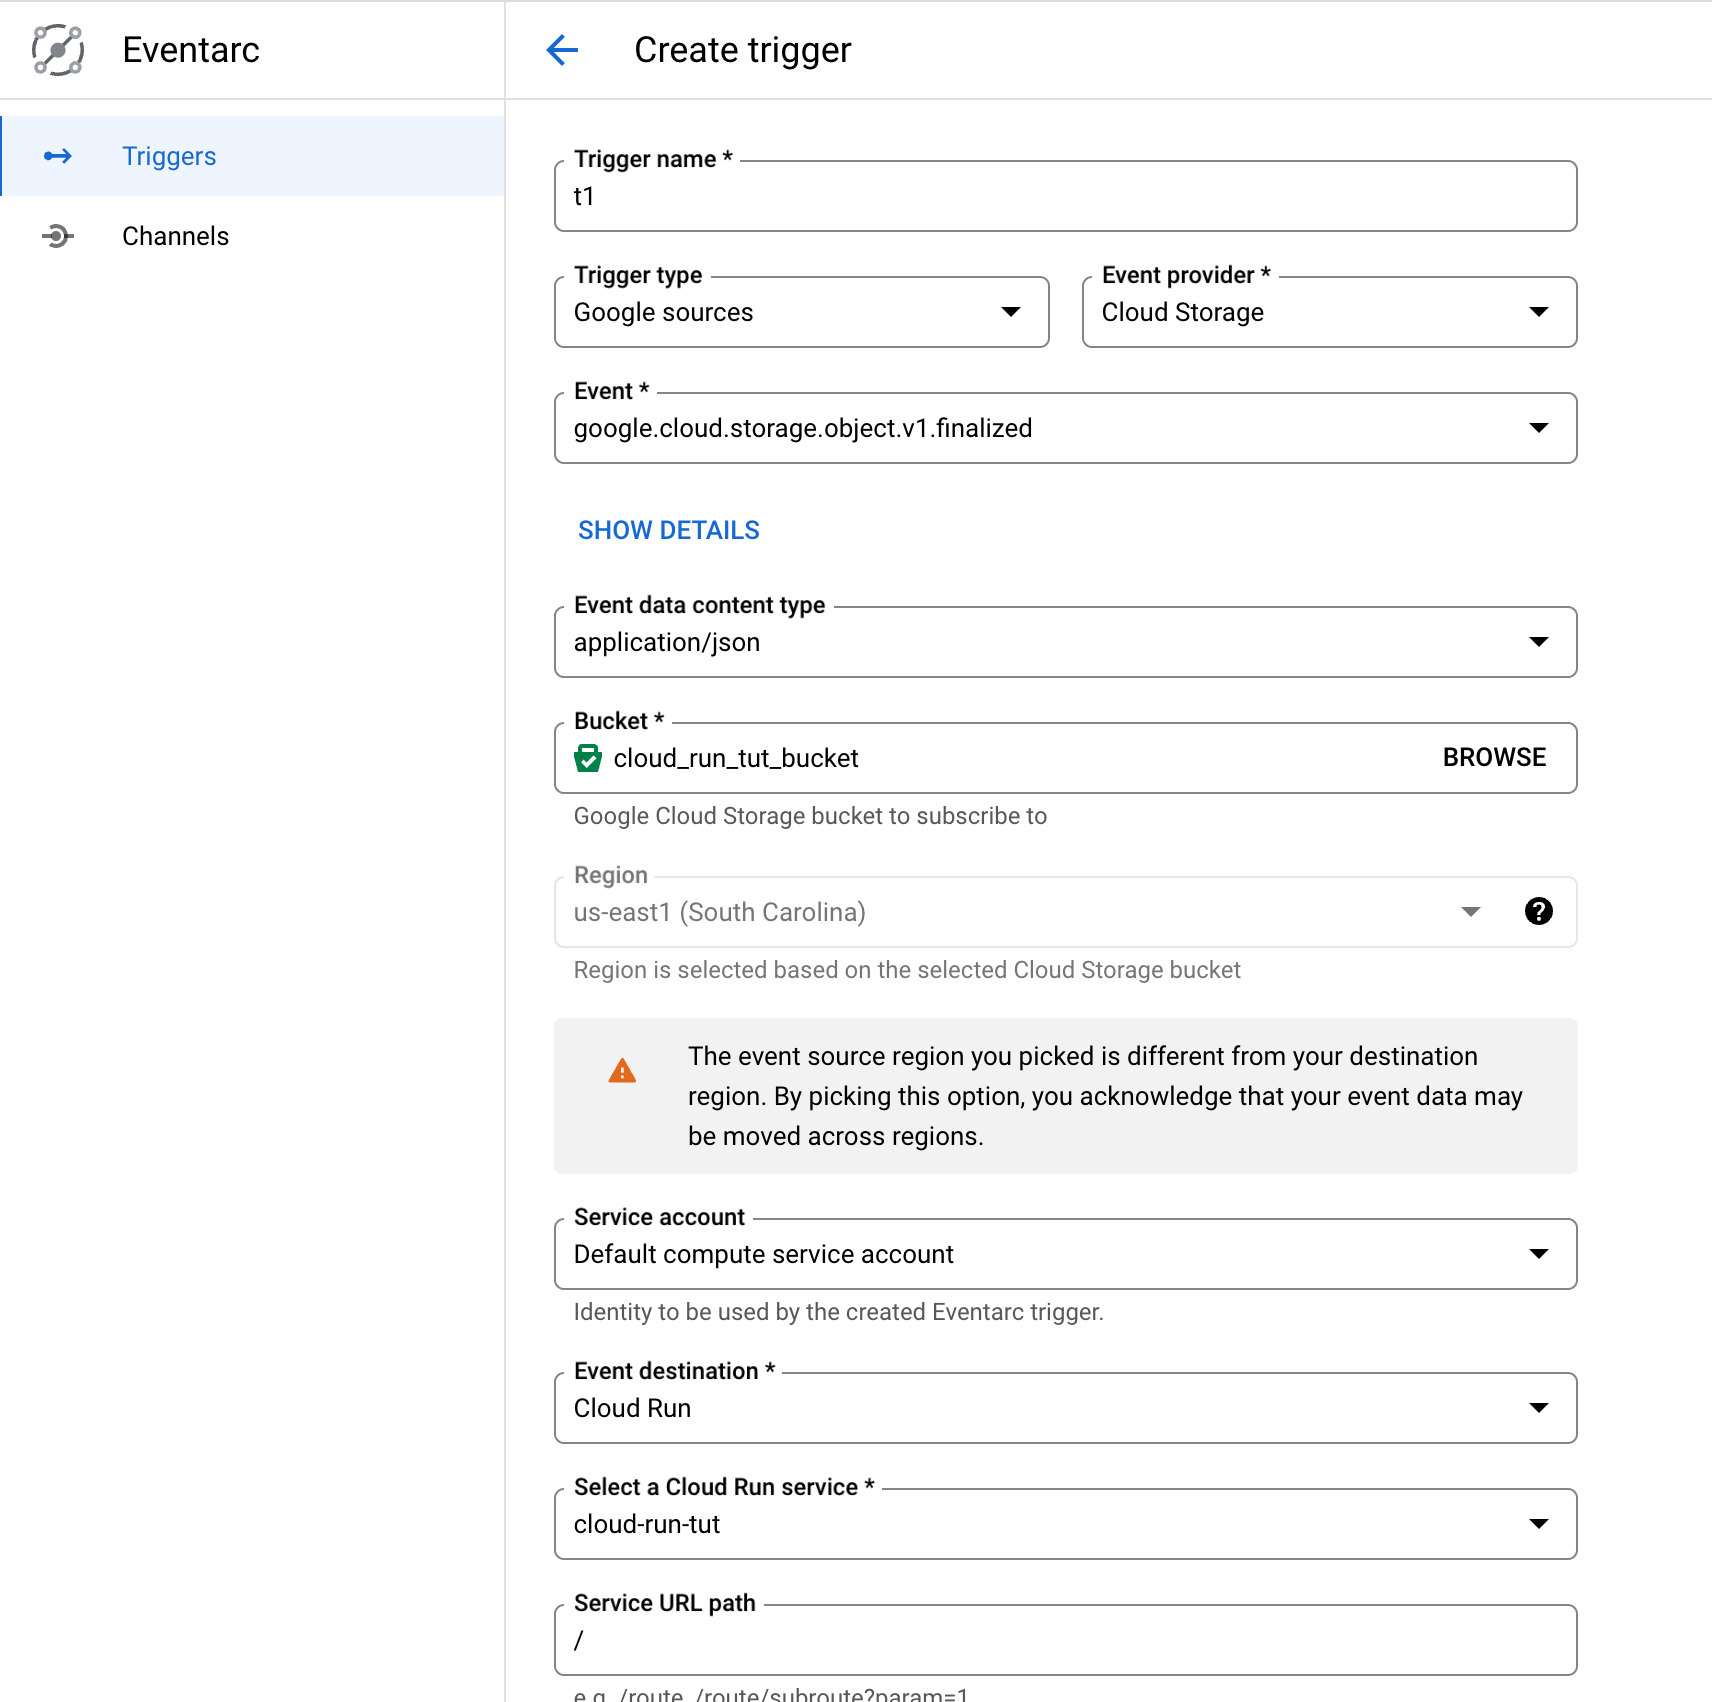 Eventarc
Create trigger
Triggers
Channels
Trigger name *
t1
Trigger type
Google sources
Event provider *
Cloud Storage
Event *
google.cloud.storage.object.v1.finalized
SHOW DETAILS
Event data content type
application/json
Bucket *
cloud_run_tut_bucket
BROWSE
Google Cloud Storage bucket to subscribe to
Region
us-east1 (South Carolina)
?
Region is selected based on the selected Cloud Storage bucket
The event source region you picked is different from your destination
region. By picking this option, you acknowledge that your event data may
be moved across regions.
Service account
Default compute service account
Identity to be used by the created Eventarc trigger.
Event destination *
Cloud Run
Select a Cloud Run service *
cloud-run-tut
Service URL path
/
e.g. /route, /route/subroute?param=1